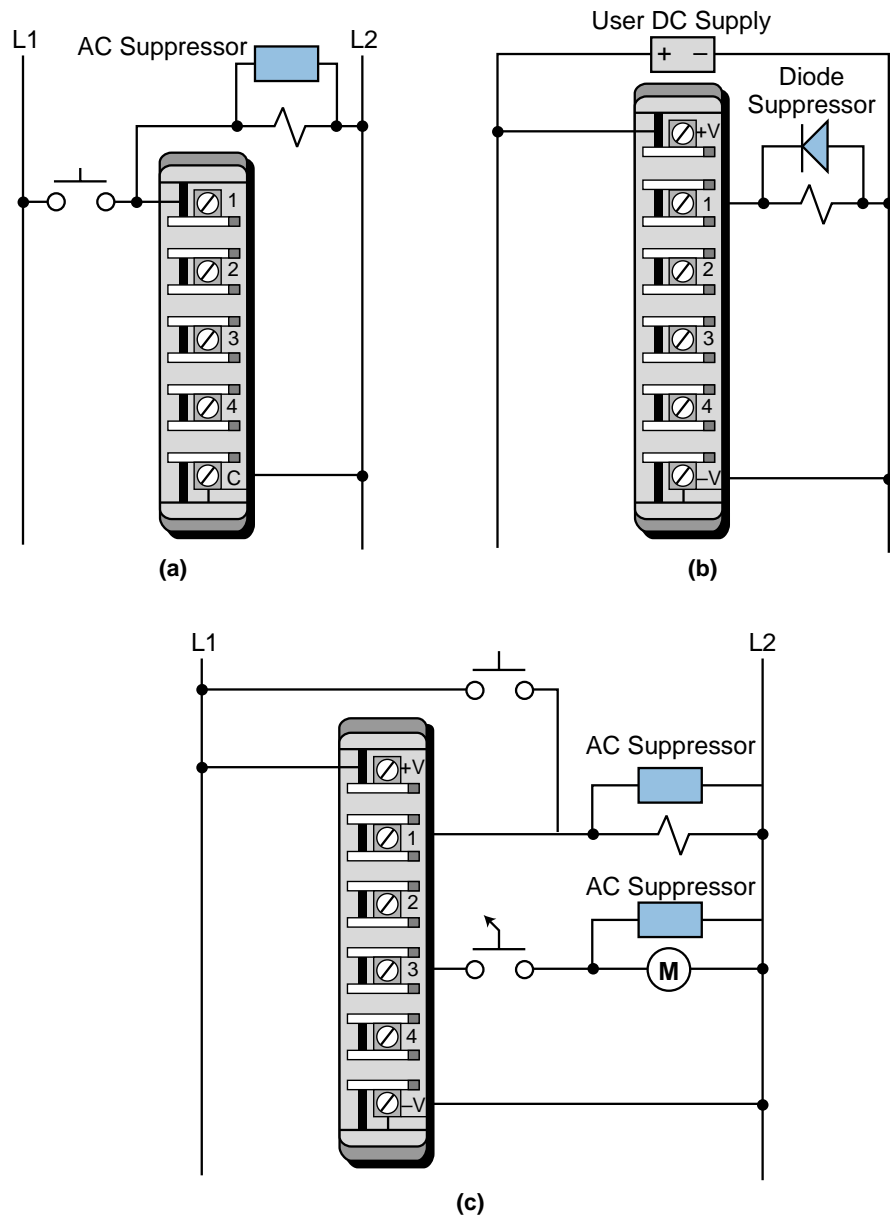 L1
AC Suppressor
L2
1
2
3
4
C
(a)
User DC Supply
+ –
Diode
Suppressor
+V
1
2
3
4
–V
(b)
L1
L2
AC Suppressor
+V
1
AC Suppressor
2
3
M
4
–V
(c)